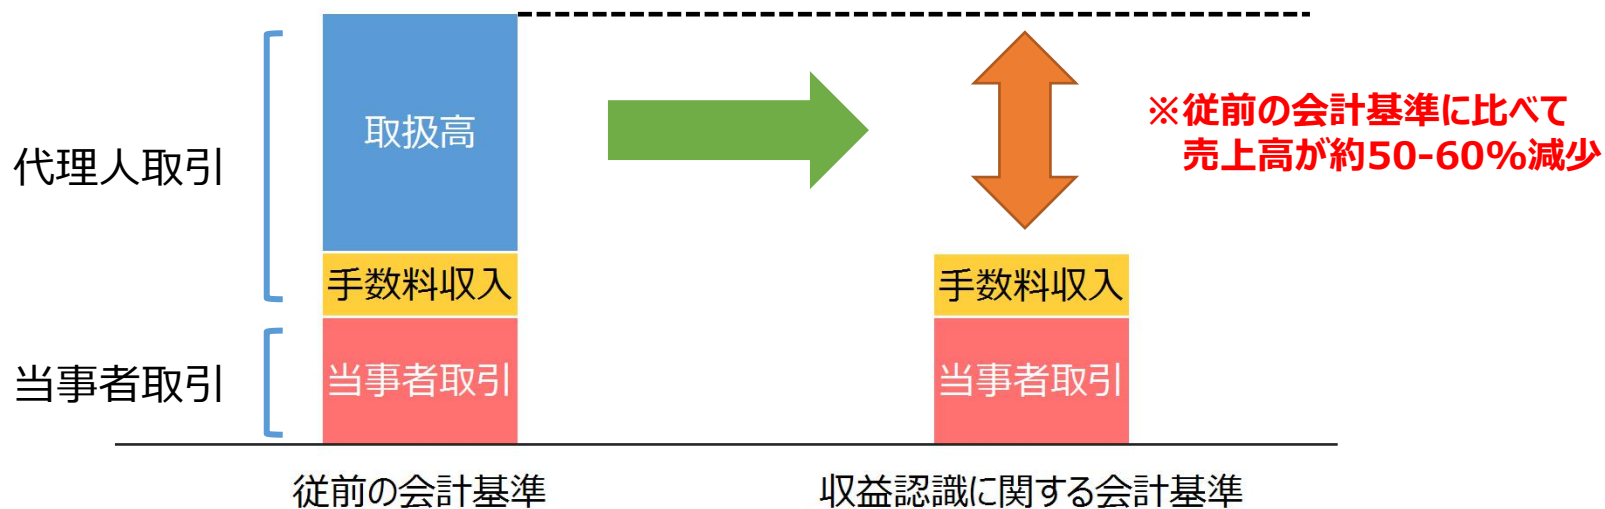 代理人取引
当事者取引
取扱高
手数料収入
当事者取引
手数料収入
当事者取引
※従前の会計基準に比べて
売上高が約50-60%減少
従前の会計基準
収益認識に関する会計基準